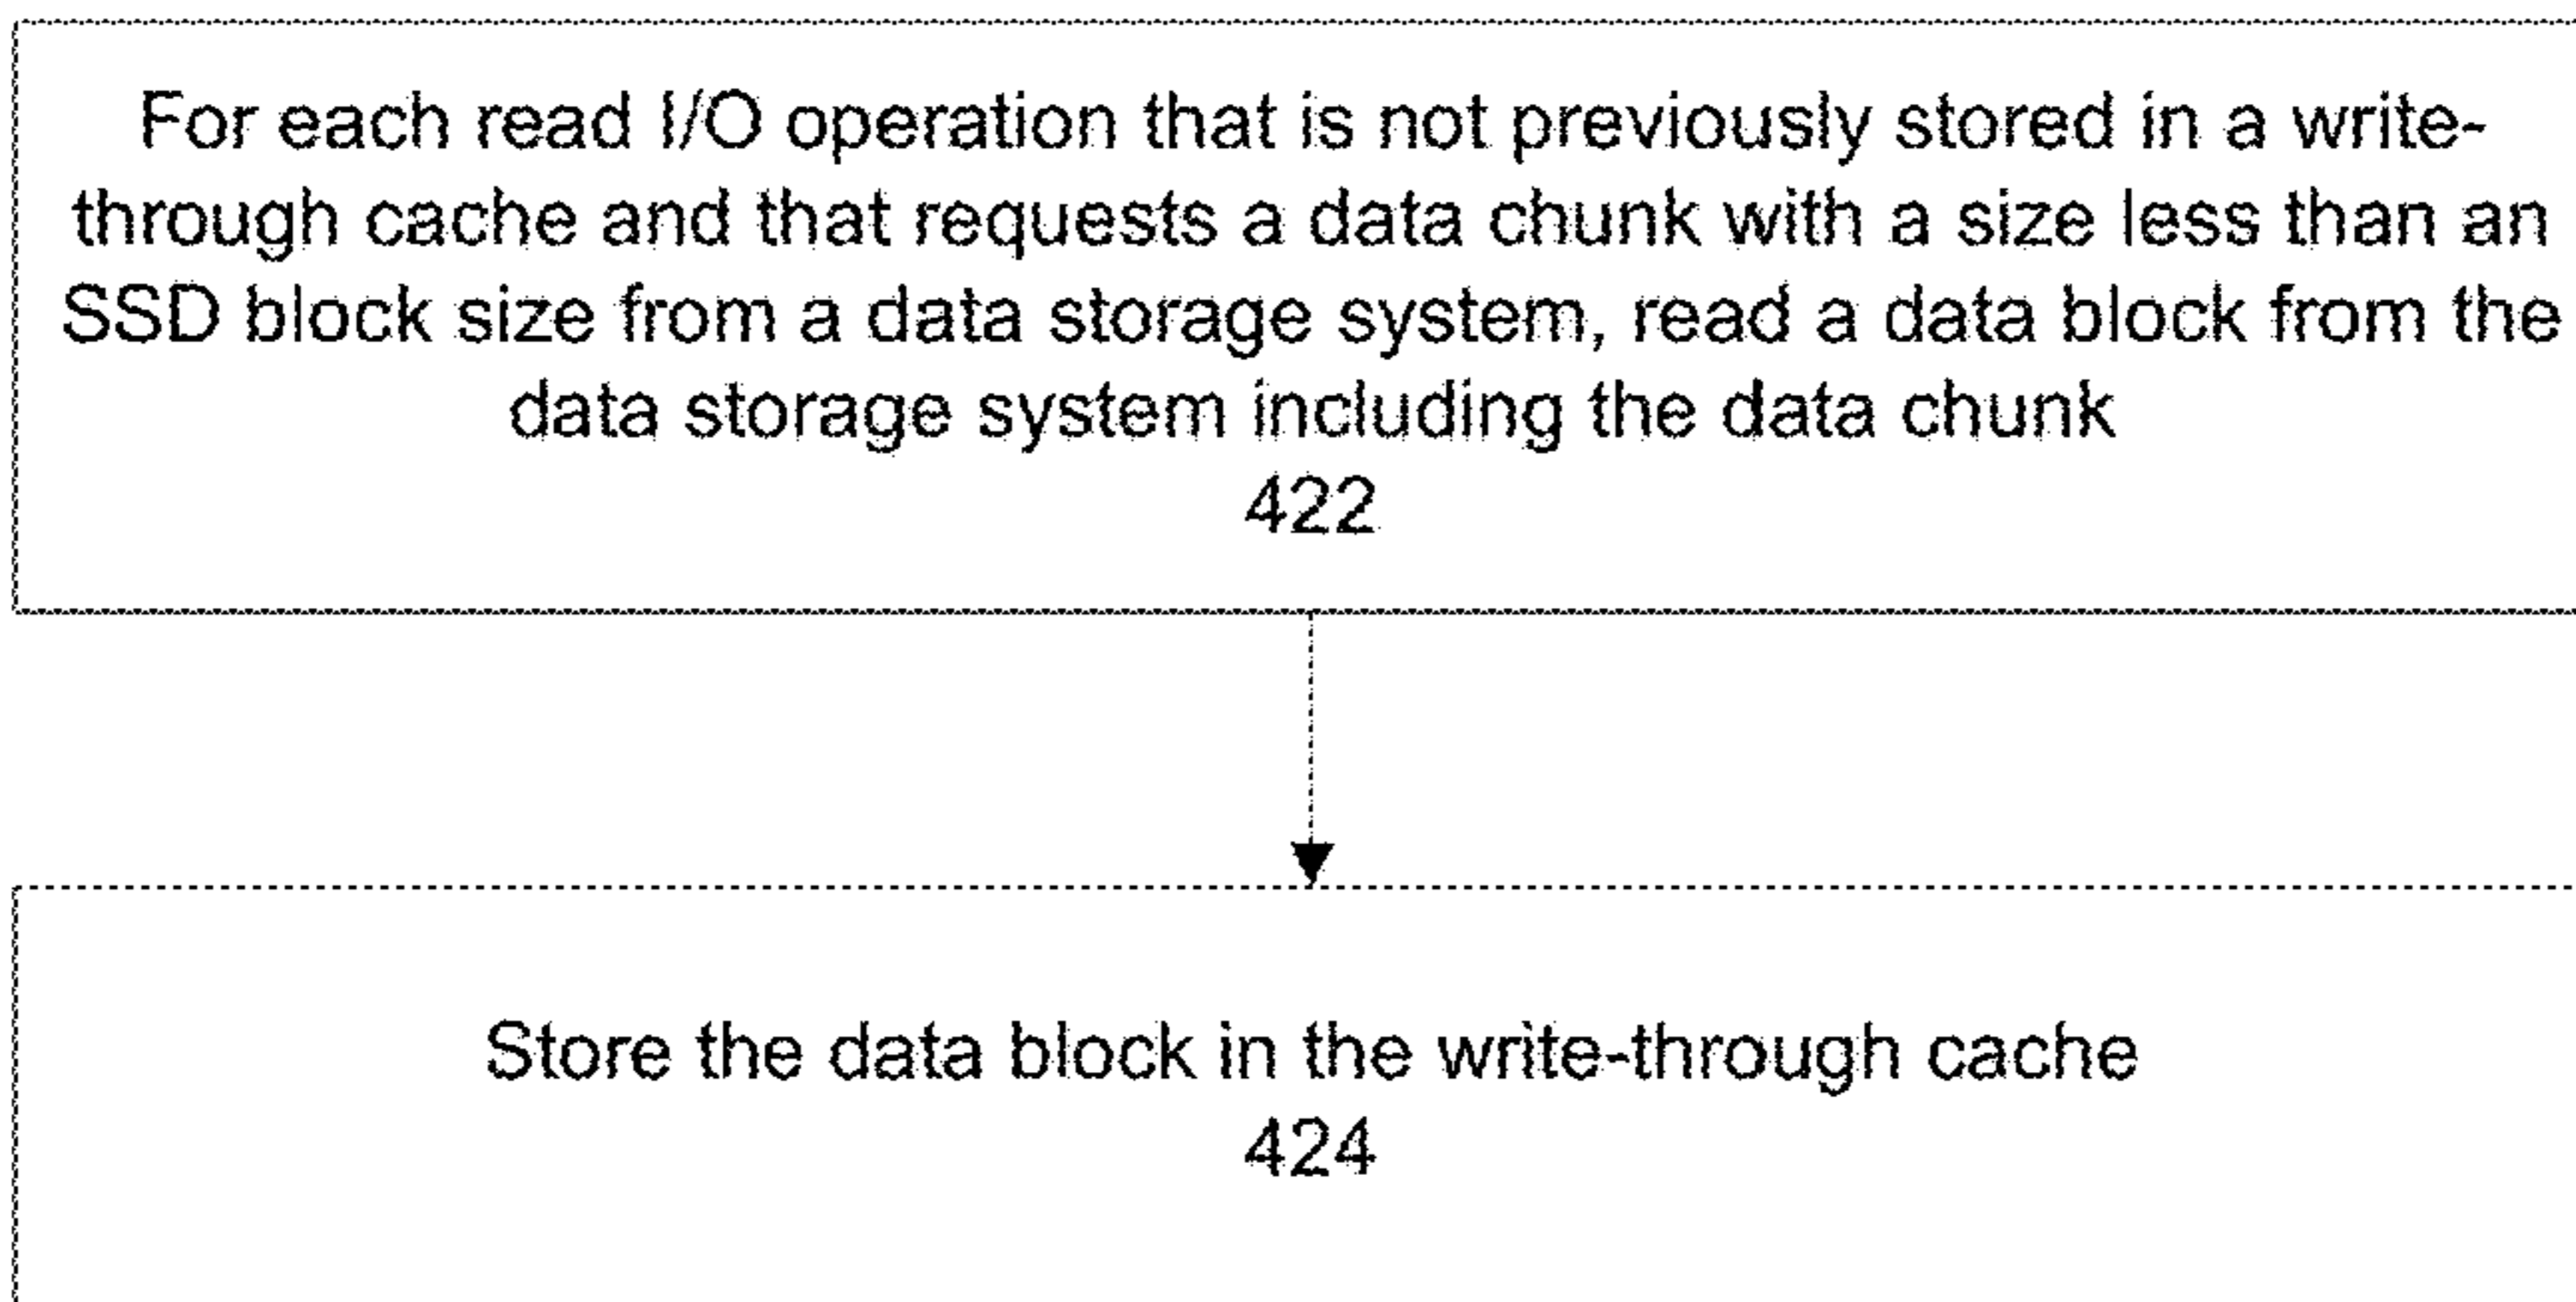 For each read I/O operation that is not previously stored in a write-
through cache and that requests a data chunk with a size less than an
SSD block size from a data storage system, read a data block from the
data storage system including the data chunk
422
Store the data block in the write-through cache
424